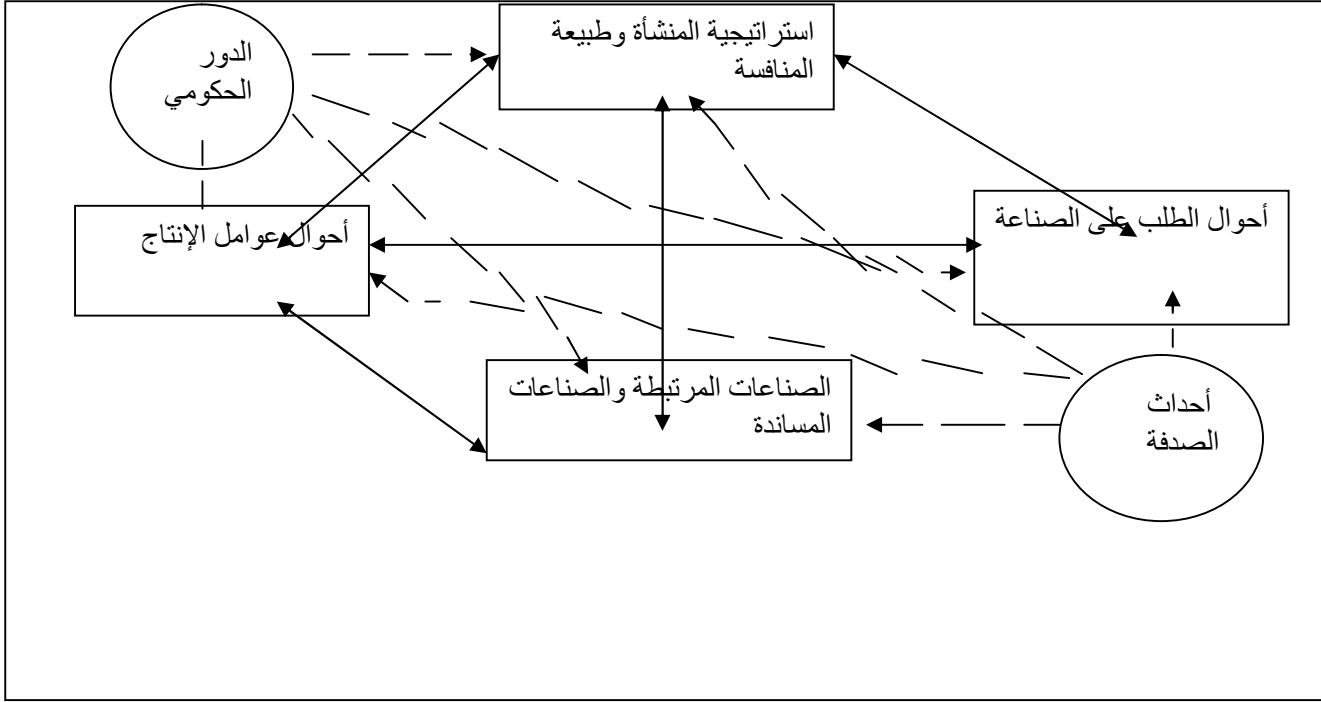 استراتيجية المنشأة وطبيعة
المنافسة
الدور
الحكومي
أحوال الطلب على الصناعة
أحوال عوامل الإنتاج
الصناعات المرتبطة والصناعات
المساندة
أحداث
الصدفة